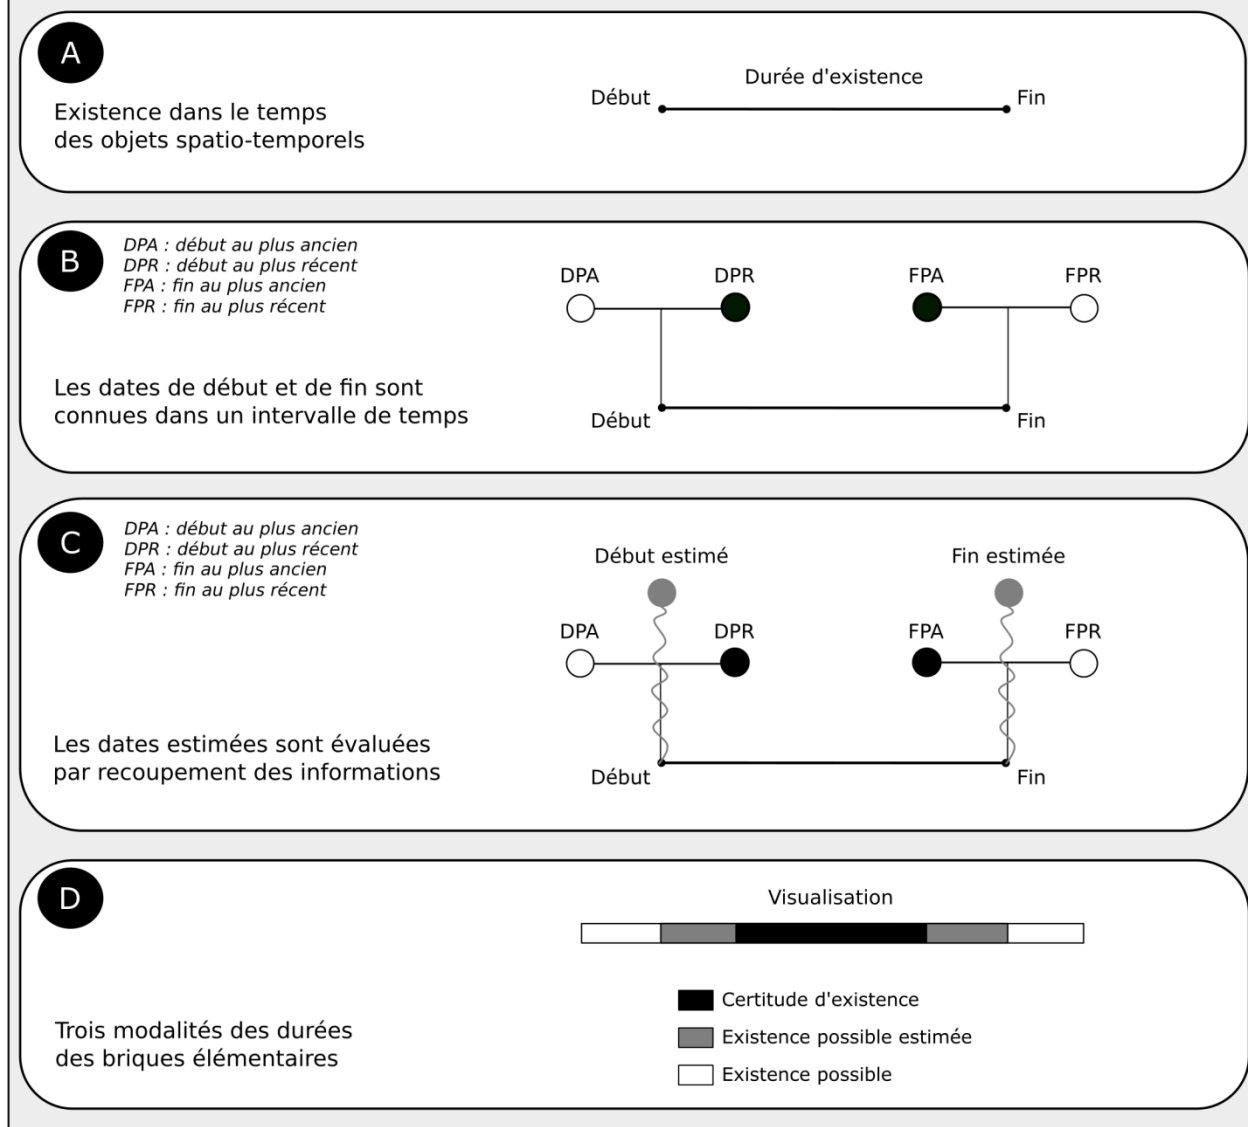 A
Existence dans le temps
des objets spatio-temporels
Durée d'existence
Début
Fin
B
DPA : début au plus ancien
DPR : début au plus récent
FPA : fin au plus ancien
FPR : fin au plus récent
Les dates de début et de fin sont
connues dans un intervalle de temps
DPA
DPR
FPA
FPR
Début
Fin
C
DPA : début au plus ancien
DPR : début au plus récent
FPA : fin au plus ancien
FPR : fin au plus récent
Les dates estimées sont évaluées
par recoupement des informations
Début estimé
Fin estimée
DPA
DPR
FPA
FPR
Début
Fin
D
Trois modalités des durées
des briques élémentaires
Visualisation
Certitude d'existence
Existence possible estimée
Existence possible